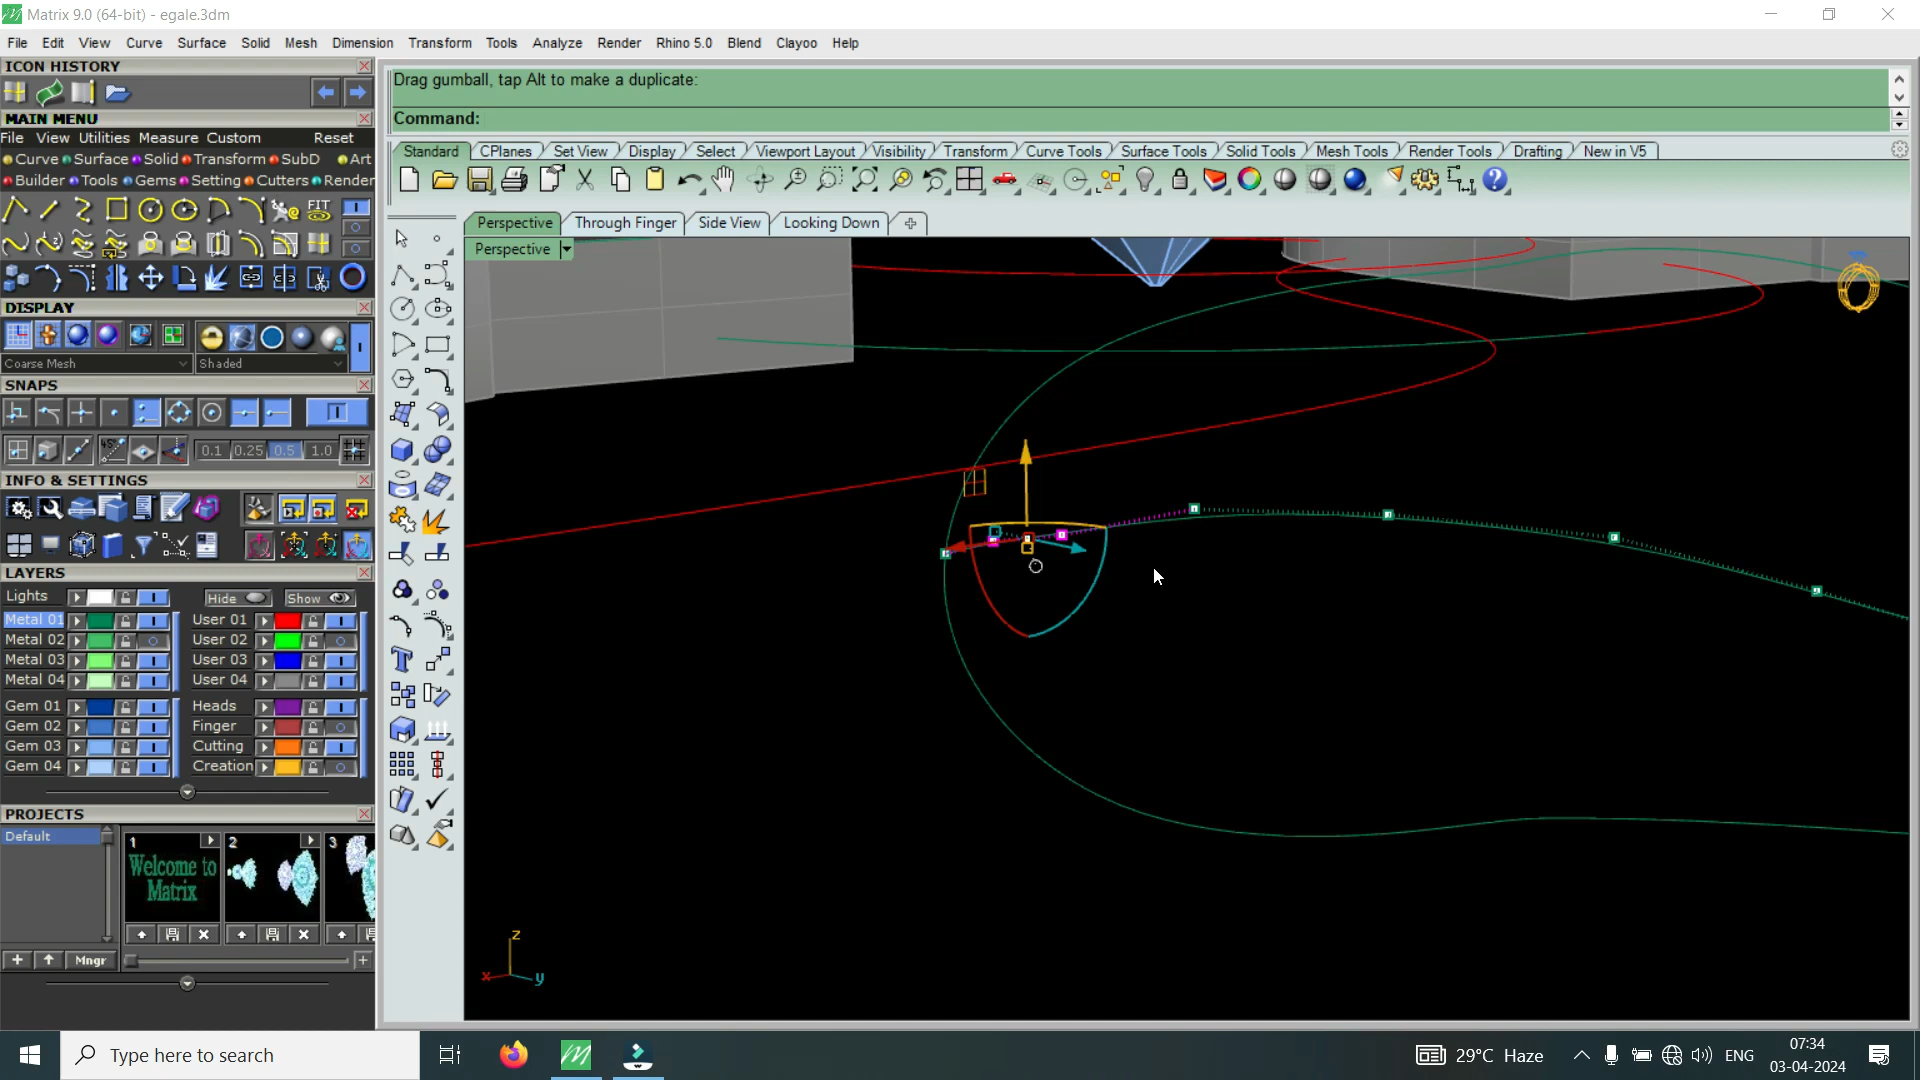 Matrix 9.0 (64-bit) - egale.3dm
File Edit View Curve Surface Solid Mesh Dimension Transform Tools Analyze Render Rhino 5.0 Blend Clayoo Help
ICON HISTORY
Drag gumball, tap Alt to make a duplicate:
Command:
MAIN MENU
File View Utilities Measure Custom Reset
Curve Surface Solid Transform SubD Art
Builder Tools Gems Setting Cutters Render
FIT
Standard CPlanes Set View Display Select Viewport Layout Visibility Transform Curve Tools Surface Tools Solid Tools Mesh Tools Render Tools Drafting New in V5
Perspective Through Finger Side View Looking Down
Perspective
DISPLAY
Coarse Mesh Shaded
SNAPS
0.1 0.25 0.5 1.0
INFO & SETTINGS
LAYERS
Lights Hide Show
Metal 01 User 01
Metal 02 User 02
Metal 03 User 03
Metal 04 User 04
Gem 01 Heads
Gem 02 Finger
Gem 03 Cutting
Gem 04 Creation
PROJECTS
Default
1 2 3
Welcome to
Matrix
Mngr
z
x y
Type here to search
29°C Haze
ENG
07:34
03-04-2024